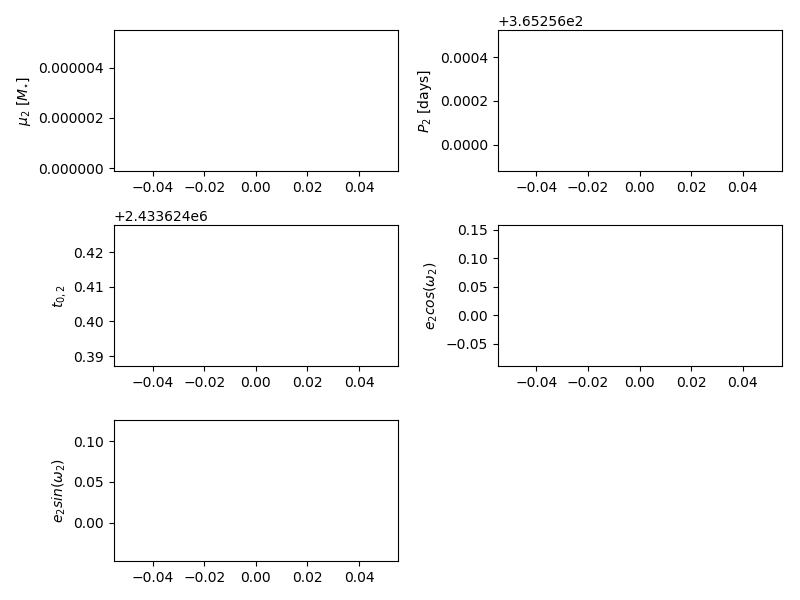 +3.65256e2
μ₂ [M⋆]
0.000004
0.000002
0.000000
−0.04 −0.02 0.00 0.02 0.04
P₂ [days]
0.0004
0.0002
0.0000
−0.04 −0.02 0.00 0.02 0.04
+2.433624e6
t₀,₂
0.42
0.41
0.40
0.39
−0.04 −0.02 0.00 0.02 0.04
e₂cos(ω₂)
0.15
0.10
0.05
0.00
−0.05
−0.04 −0.02 0.00 0.02 0.04
e₂sin(ω₂)
0.10
0.05
0.00
−0.04 −0.02 0.00 0.02 0.04